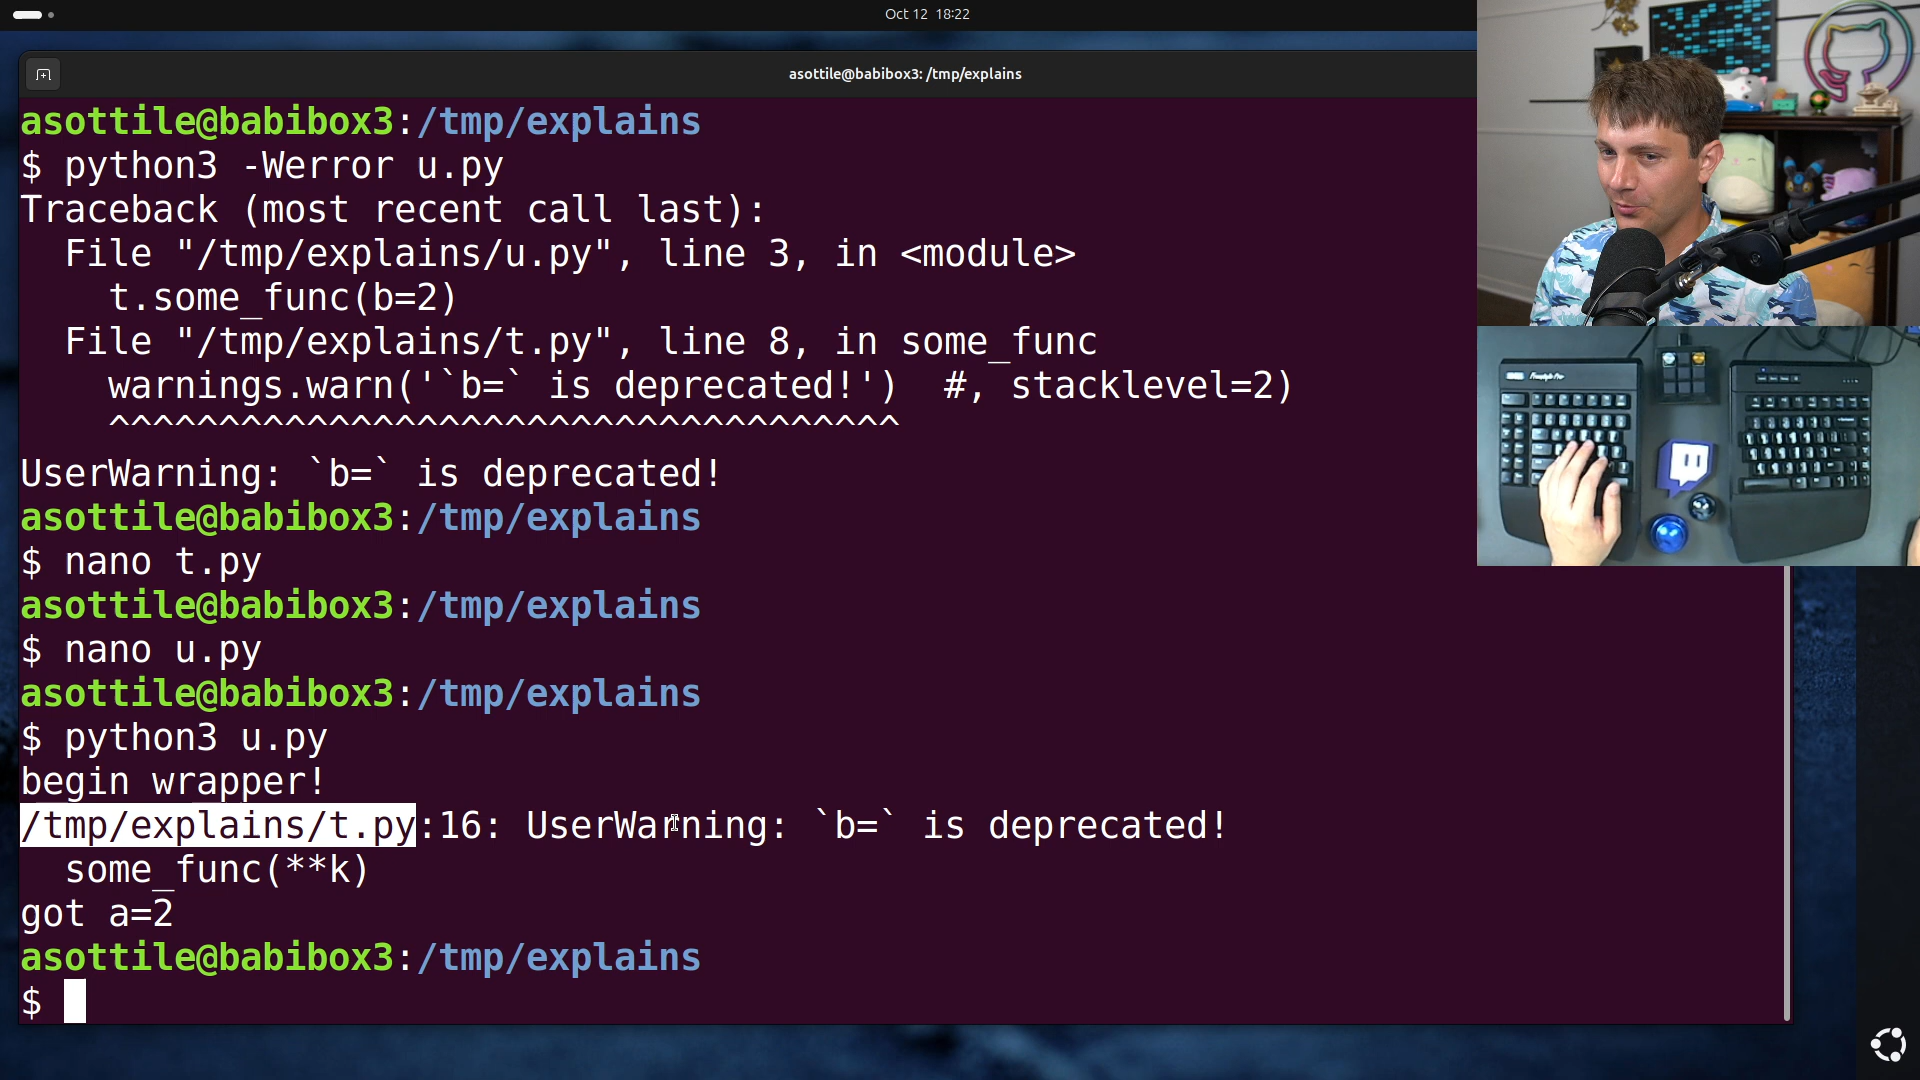 Oct 12 18:22
asottile@babibox3: /tmp/explains
asottile@babibox3:/tmp/explains
$ python3 -Werror u.py
Traceback (most recent call last):
  File "/tmp/explains/u.py", line 3, in <module>
    t.some_func(b=2)
  File "/tmp/explains/t.py", line 8, in some_func
    warnings.warn('`b=` is deprecated!')  #, stacklevel=2)
    ^^^^^^^^^^^^^^^^^^^^^^^^^^^^^^^^^^^^
UserWarning: `b=` is deprecated!
asottile@babibox3:/tmp/explains
$ nano t.py
asottile@babibox3:/tmp/explains
$ nano u.py
asottile@babibox3:/tmp/explains
$ python3 u.py
begin wrapper!
/tmp/explains/t.py:16: UserWarning: `b=` is deprecated!
  some_func(**k)
got a=2
asottile@babibox3:/tmp/explains
$